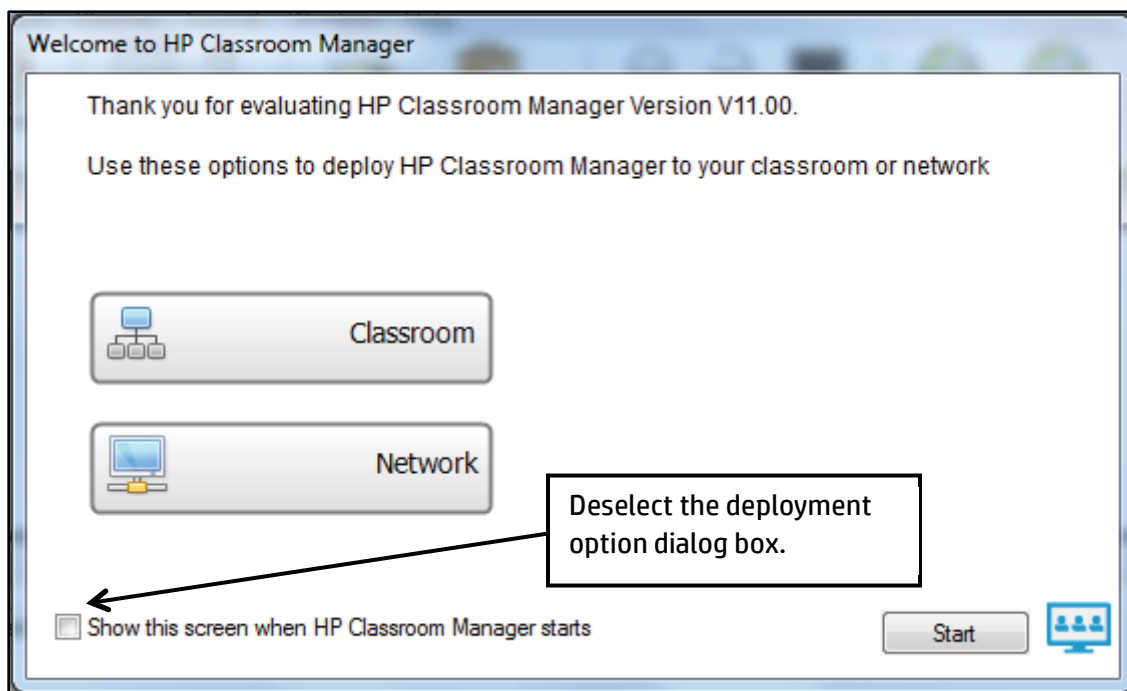 Welcome to HP Classroom Manager
Thank you for evaluating HP Classroom Manager Version V11.00.
Use these options to deploy HP Classroom Manager to your classroom or network
Classroom
Network
Deselect the deployment
option dialog box.
Show this screen when HP Classroom Manager starts
Start